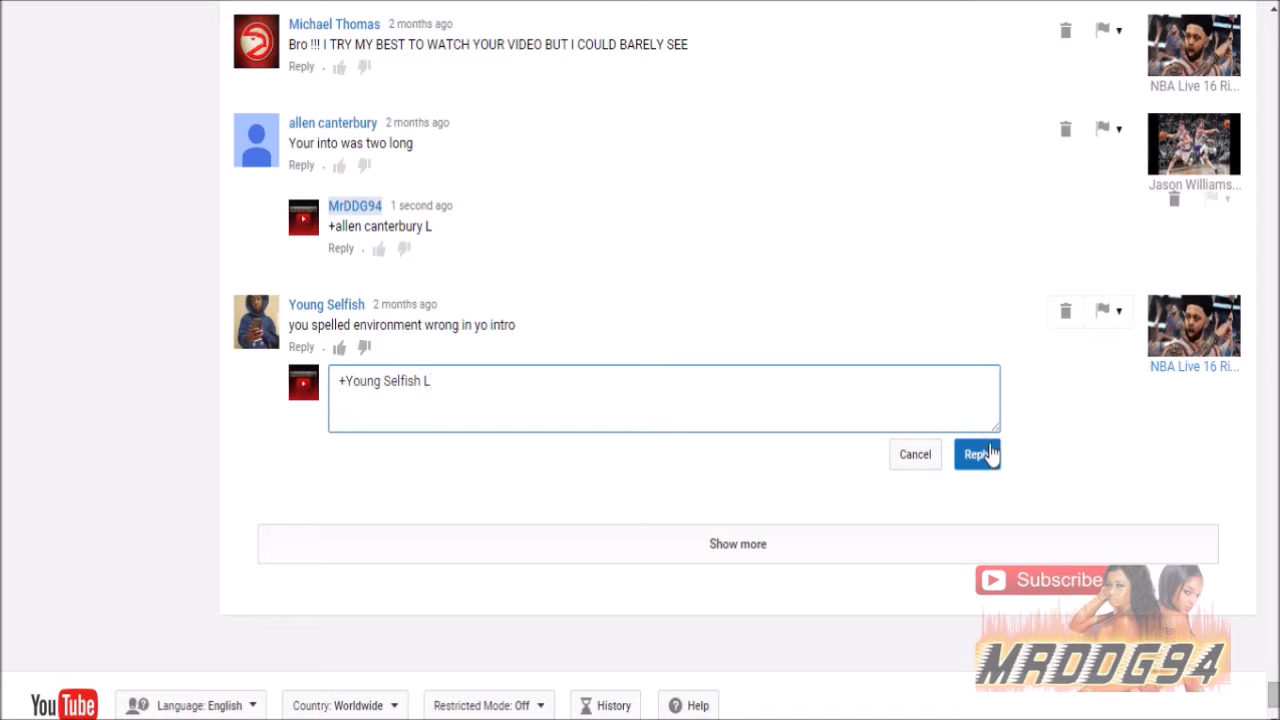 Michael Thomas 2 months ago
Bro !!! I TRY MY BEST TO WATCH YOUR VIDEO BUT I COULD BARELY SEE
Reply .
NBA Live 16 Ri...
allen canterbury 2 months ago
Your into was two long
Reply .
Jason Williams...
MrDDG94 1 second ago
+allen canterbury L
Reply .
Young Selfish 2 months ago
you spelled environment wrong in yo intro
Reply .
NBA Live 16 Ri...
+Young Selfish L
Cancel Reply
Show more
Subscribe
MRDDG94
YouTube Language: English Country: Worldwide Restricted Mode: Off History Help